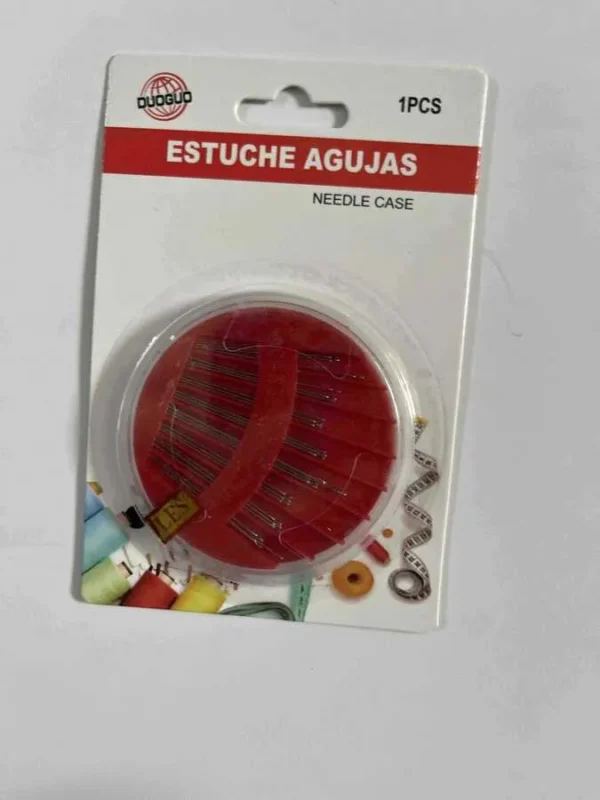 DUOGUO
1PCS
ESTUCHE AGUJAS
NEEDLE CASE